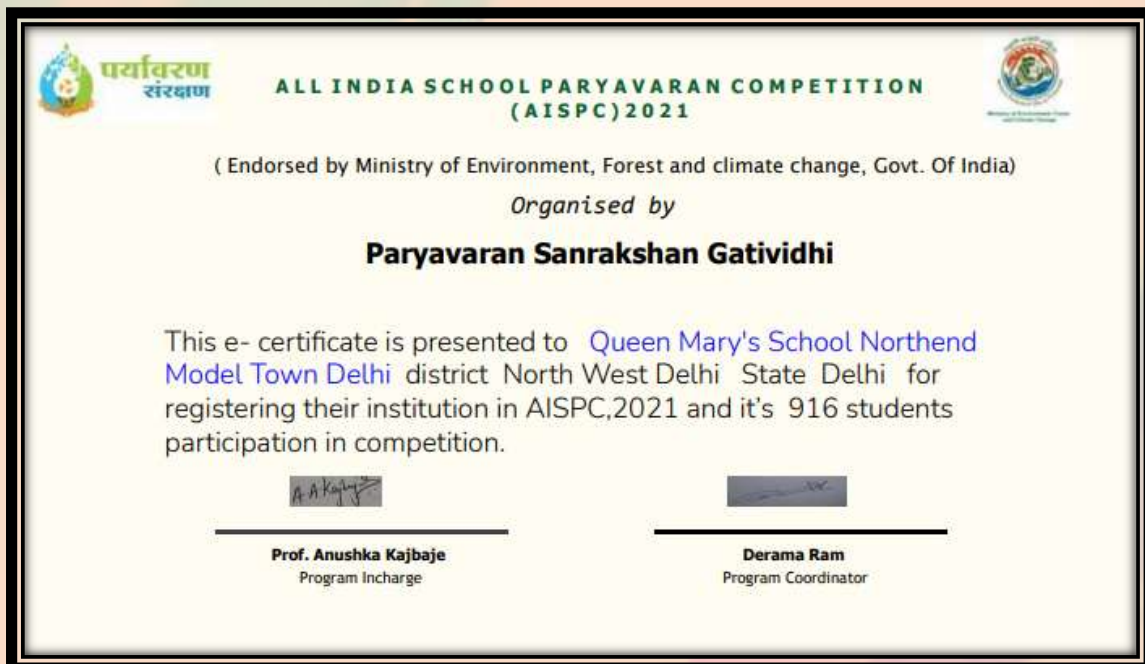 पर्यावरण
संरक्षण
ALL INDIA SCHOOL PARYAVARAN COMPETITION
(AISPC)2021
( Endorsed by Ministry of Environment, Forest and climate change, Govt. Of India)
Organised by
Paryavaran Sanrakshan Gatividhi
This e- certificate is presented to Queen Mary's School Northend
Model Town Delhi district North West Delhi State Delhi for
registering their institution in AISPC,2021 and it's 916 students
participation in competition.
A A Kajbaje
Prof. Anushka Kajbaje
Program Incharge
Derama Ram
Program Coordinator